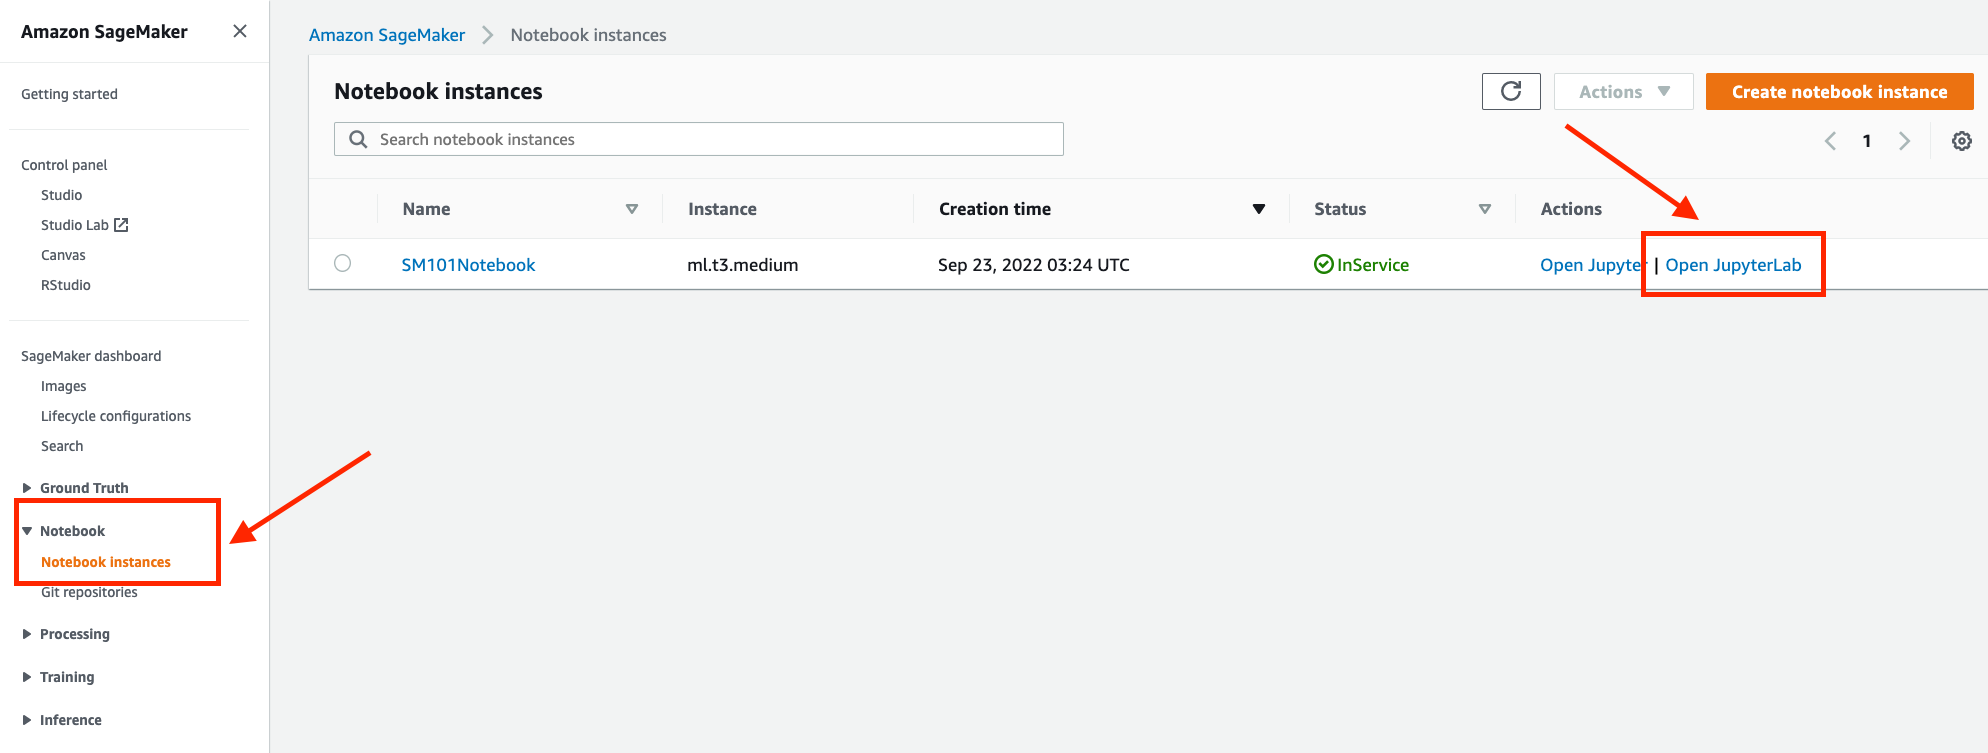 Amazon SageMaker
Getting started
Control panel
Studio
Studio Lab
Canvas
RStudio
SageMaker dashboard
Images
Lifecycle configurations
Search
Ground Truth
Notebook
Notebook instances
Git repositories
Processing
Training
Inference
Amazon SageMaker Notebook instances
Notebook instances Actions Create notebook instance
Search notebook instances 1
Name Instance Creation time Status Actions
SM101Notebook ml.t3.medium Sep 23, 2022 03:24 UTC InService Open Jupyter | Open JupyterLab